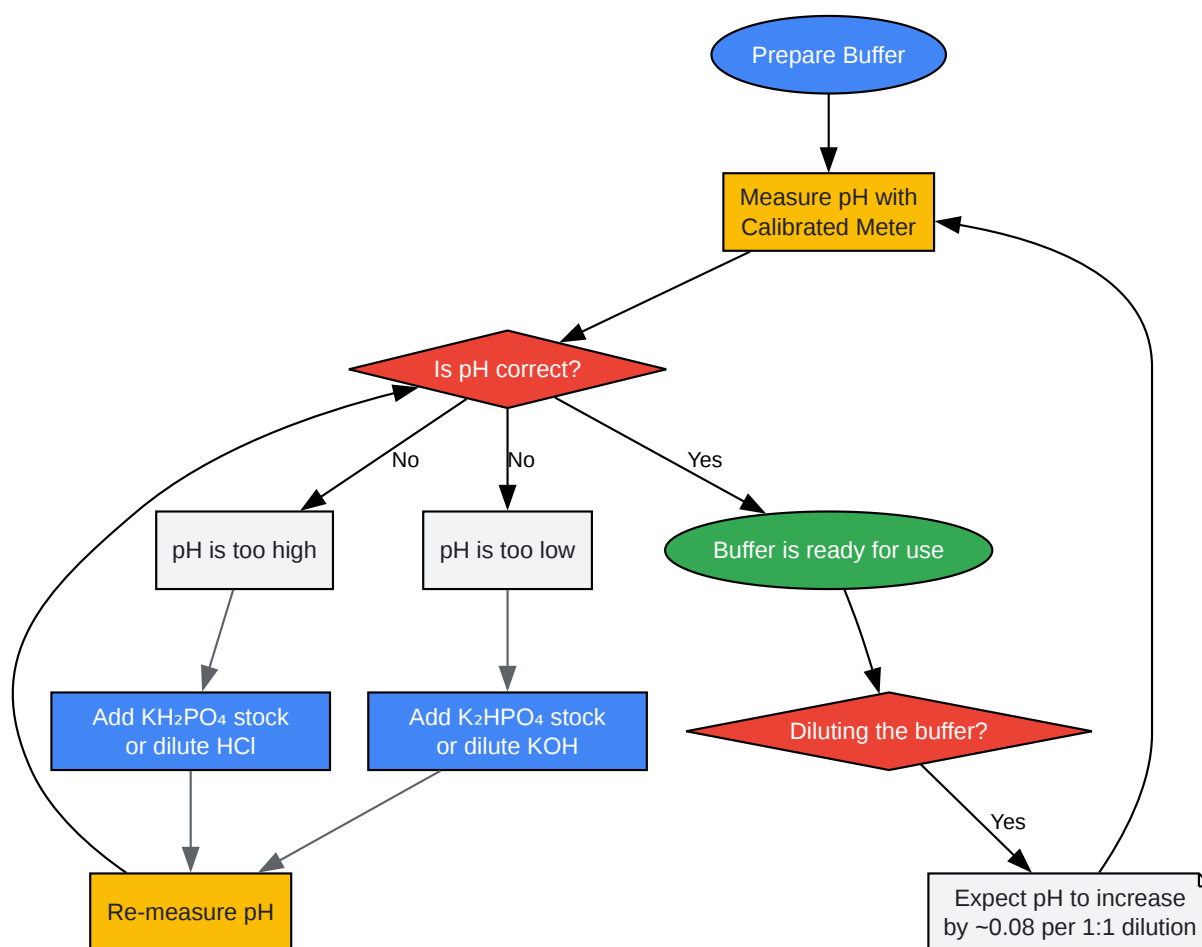 Prepare Buffer
Measure pH with
Calibrated Meter
Is pH correct?
No
No
Yes
pH is too high
pH is too low
Buffer is ready for use
Add KH₂PO₄ stock
or dilute HCl
Add K₂HPO₄ stock
or dilute KOH
Diluting the buffer?
Yes
Re-measure pH
Expect pH to increase
by ~0.08 per 1:1 dilution